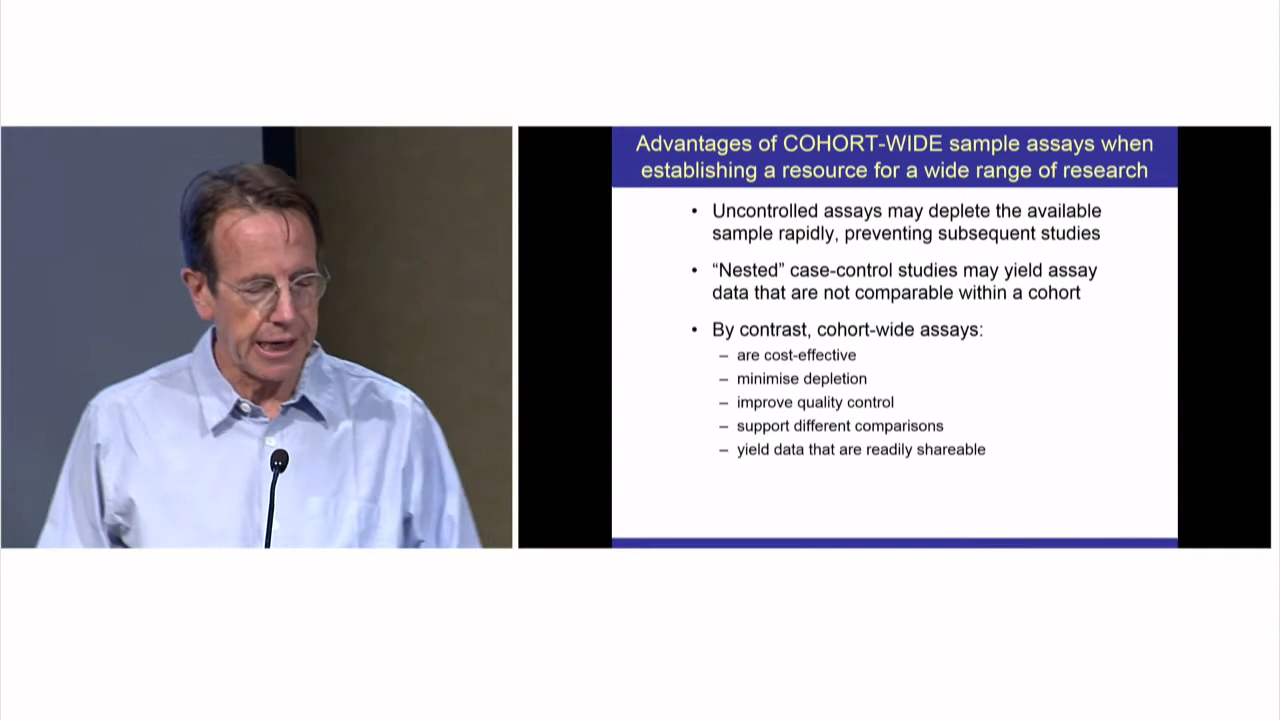 Advantages of COHORT-WIDE sample assays when
establishing a resource for a wide range of research
• Uncontrolled assays may deplete the available
sample rapidly, preventing subsequent studies
• “Nested” case-control studies may yield assay
data that are not comparable within a cohort
• By contrast, cohort-wide assays:
– are cost-effective
– minimise depletion
– improve quality control
– support different comparisons
– yield data that are readily shareable